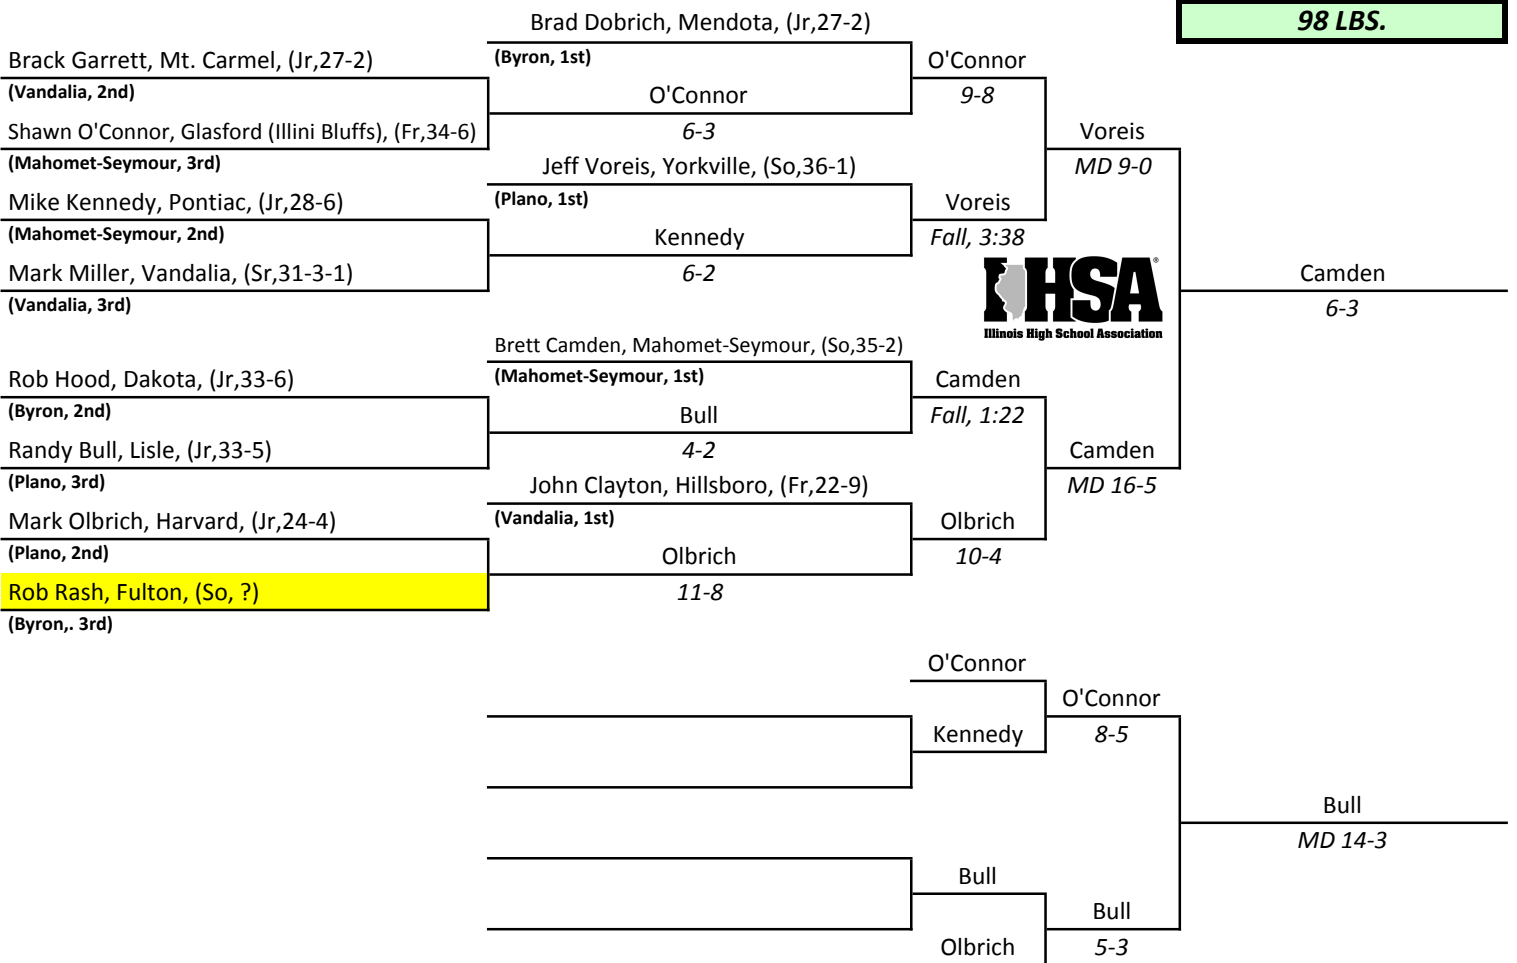 Brad Dobrich, Mendota, (Jr,27-2)
98 LBS.
Brack Garrett, Mt. Carmel, (Jr,27-2)
(Byron, 1st)
O'Connor
(Vandalia, 2nd)
O'Connor
9-8
Shawn O'Connor, Glasford (Illini Bluffs), (Fr,34-6)
6-3
Voreis
(Mahomet-Seymour, 3rd)
Jeff Voreis, Yorkville, (So,36-1)
MD 9-0
Mike Kennedy, Pontiac, (Jr,28-6)
(Plano, 1st)
Voreis
(Mahomet-Seymour, 2nd)
Kennedy
Fall, 3:38
Mark Miller, Vandalia, (Sr,31-3-1)
6-2
IHSA®
Illinois High School Association
Camden
(Vandalia, 3rd)
6-3
Brett Camden, Mahomet-Seymour, (So,35-2)
Rob Hood, Dakota, (Jr,33-6)
(Mahomet-Seymour, 1st)
Camden
(Byron, 2nd)
Bull
Fall, 1:22
Randy Bull, Lisle, (Jr,33-5)
4-2
Camden
(Plano, 3rd)
John Clayton, Hillsboro, (Fr,22-9)
MD 16-5
Mark Olbrich, Harvard, (Jr,24-4)
(Vandalia, 1st)
Olbrich
(Plano, 2nd)
Olbrich
10-4
Rob Rash, Fulton, (So, ?)
11-8
(Byron,. 3rd)
O'Connor
O'Connor
Kennedy
8-5
Bull
MD 14-3
Bull
Bull
Olbrich
5-3